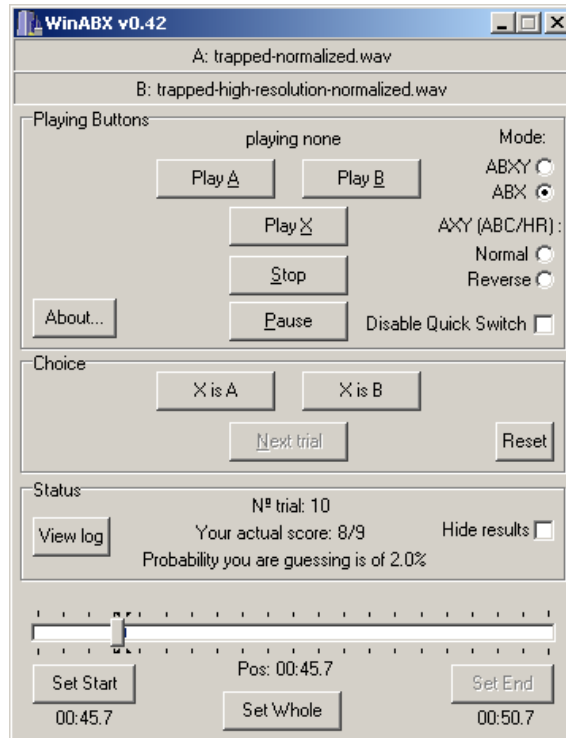 WinABX v0.42
A: trapped-normalized.wav
B: trapped-high-resolution-normalized.wav
Playing Buttons
playing none
Mode:
Play A
Play B
ABXY
ABX
Play X
AXY (ABC/HR) :
Normal
Stop
Reverse
About...
Pause
Disable Quick Switch
Choice
X is A
X is B
Next trial
Reset
Status
Nº trial: 10
View log
Your actual score: 8/9
Hide results
Probability you are guessing is of 2.0%
Pos: 00:45.7
Set Start
Set End
Set Whole
00:45.7
00:50.7